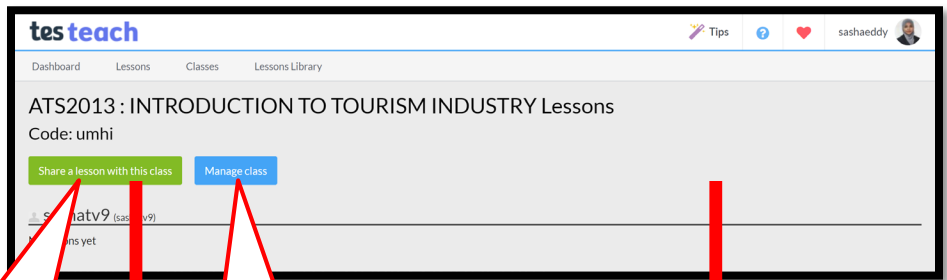 tes teach
Tips
sashaeddy
Dashboard Lessons Classes Lessons Library
ATS2013 : INTRODUCTION TO TOURISM INDUSTRY Lessons
Code: umhi
Share a lesson with this class Manage class
yet